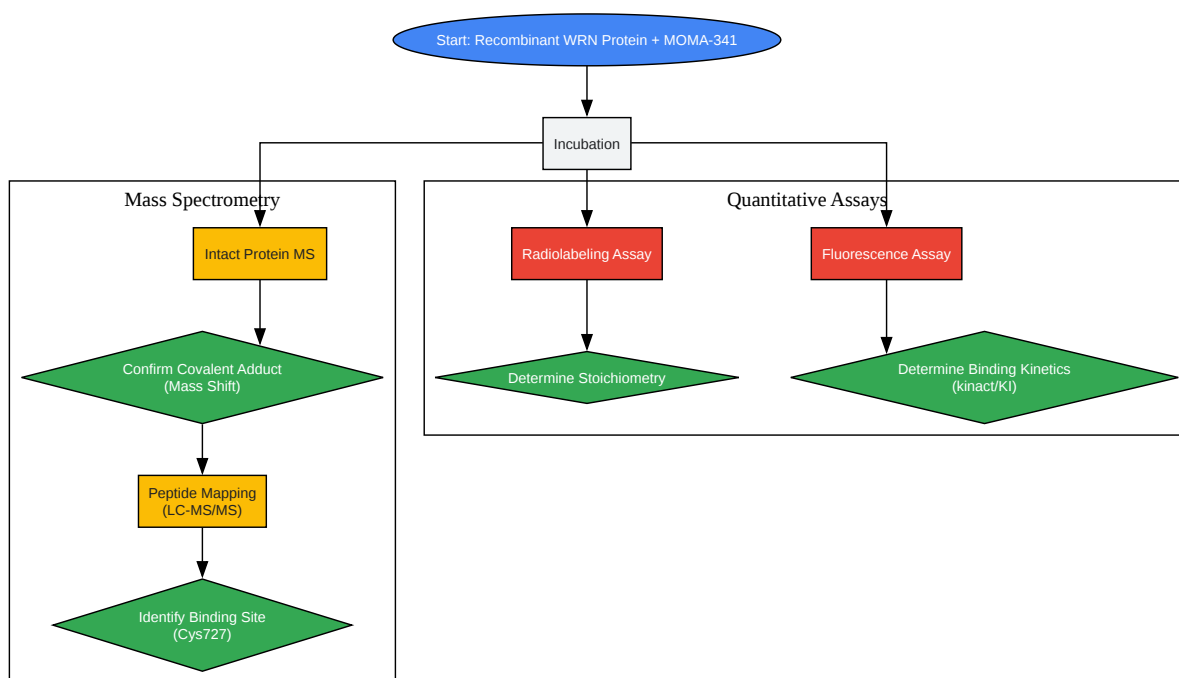 Start: Recombinant WRN Protein + MOMA-341
Incubation
Mass Spectrometry
Quantitative Assays
Intact Protein MS
Radiolabeling Assay
Fluorescence Assay
Confirm Covalent Adduct
(Mass Shift)
Determine Stoichiometry
Determine Binding Kinetics
(kinact/KI)
Peptide Mapping
(LC-MS/MS)
Identify Binding Site
(Cys727)